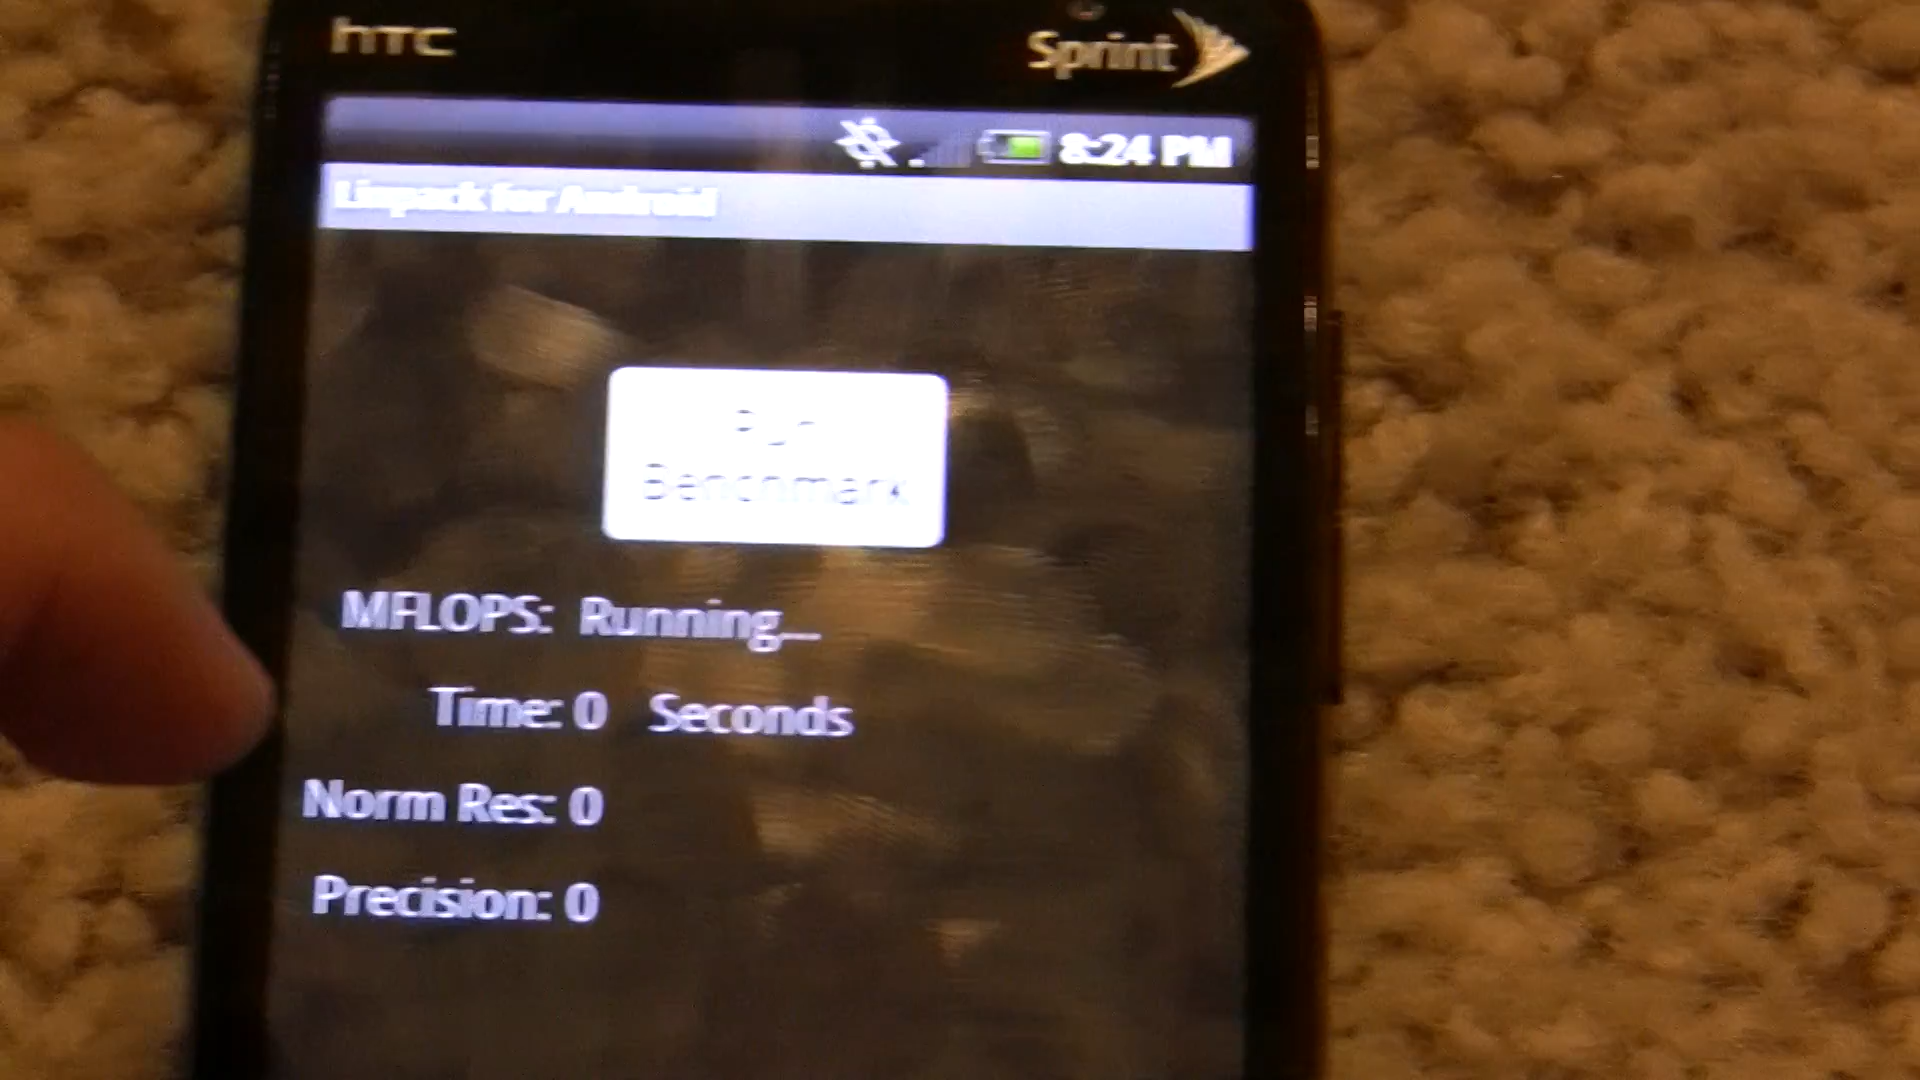 hTC
Sprint
8:24 PM
Linpack for Android
Run
Benchmark
MFLOPS: Running...
Time: 0 Seconds
Norm Res: 0
Precision: 0